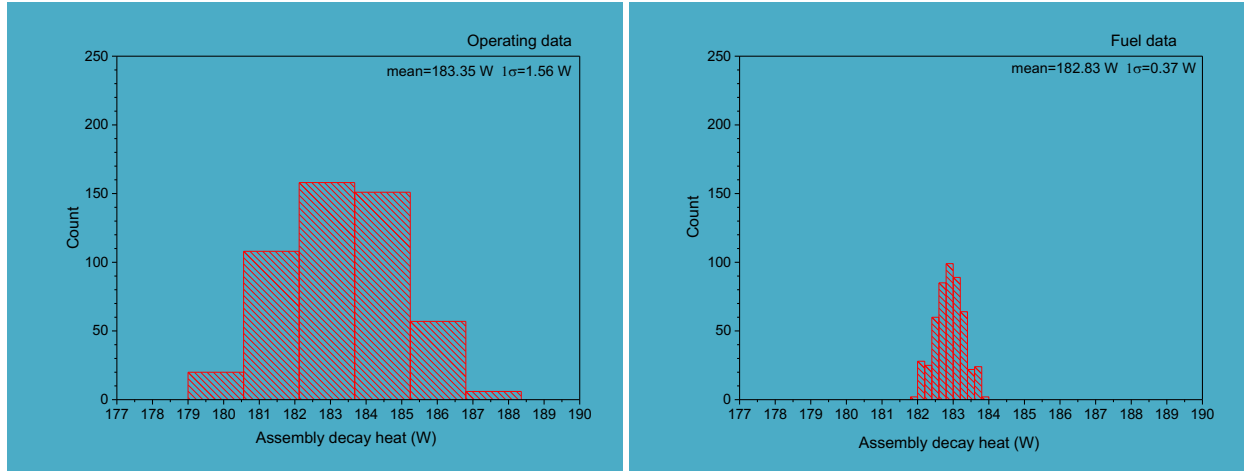 Operating data
mean=183.35 W 1σ=1.56 W
250
200
150
100
50
0
Count
177 178 179 180 181 182 183 184 185 186 187 188 189 190
Assembly decay heat (W)
Fuel data
mean=182.83 W 1σ=0.37 W
250
200
150
100
50
0
Count
177 178 179 180 181 182 183 184 185 186 187 188 189 190
Assembly decay heat (W)